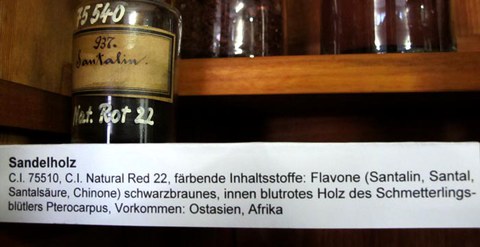 75540
937.
Santalin.
Nat. Rot 22
Sandelholz
C.I. 75510, C.I. Natural Red 22, färbende Inhaltsstoffe: Flavone (Santalin, Santal,
Santalsäure, Chinone) schwarzbraunes, innen blutrotes Holz des Schmetterlings-
blütlers Pterocarpus, Vorkommen: Ostasien, Afrika